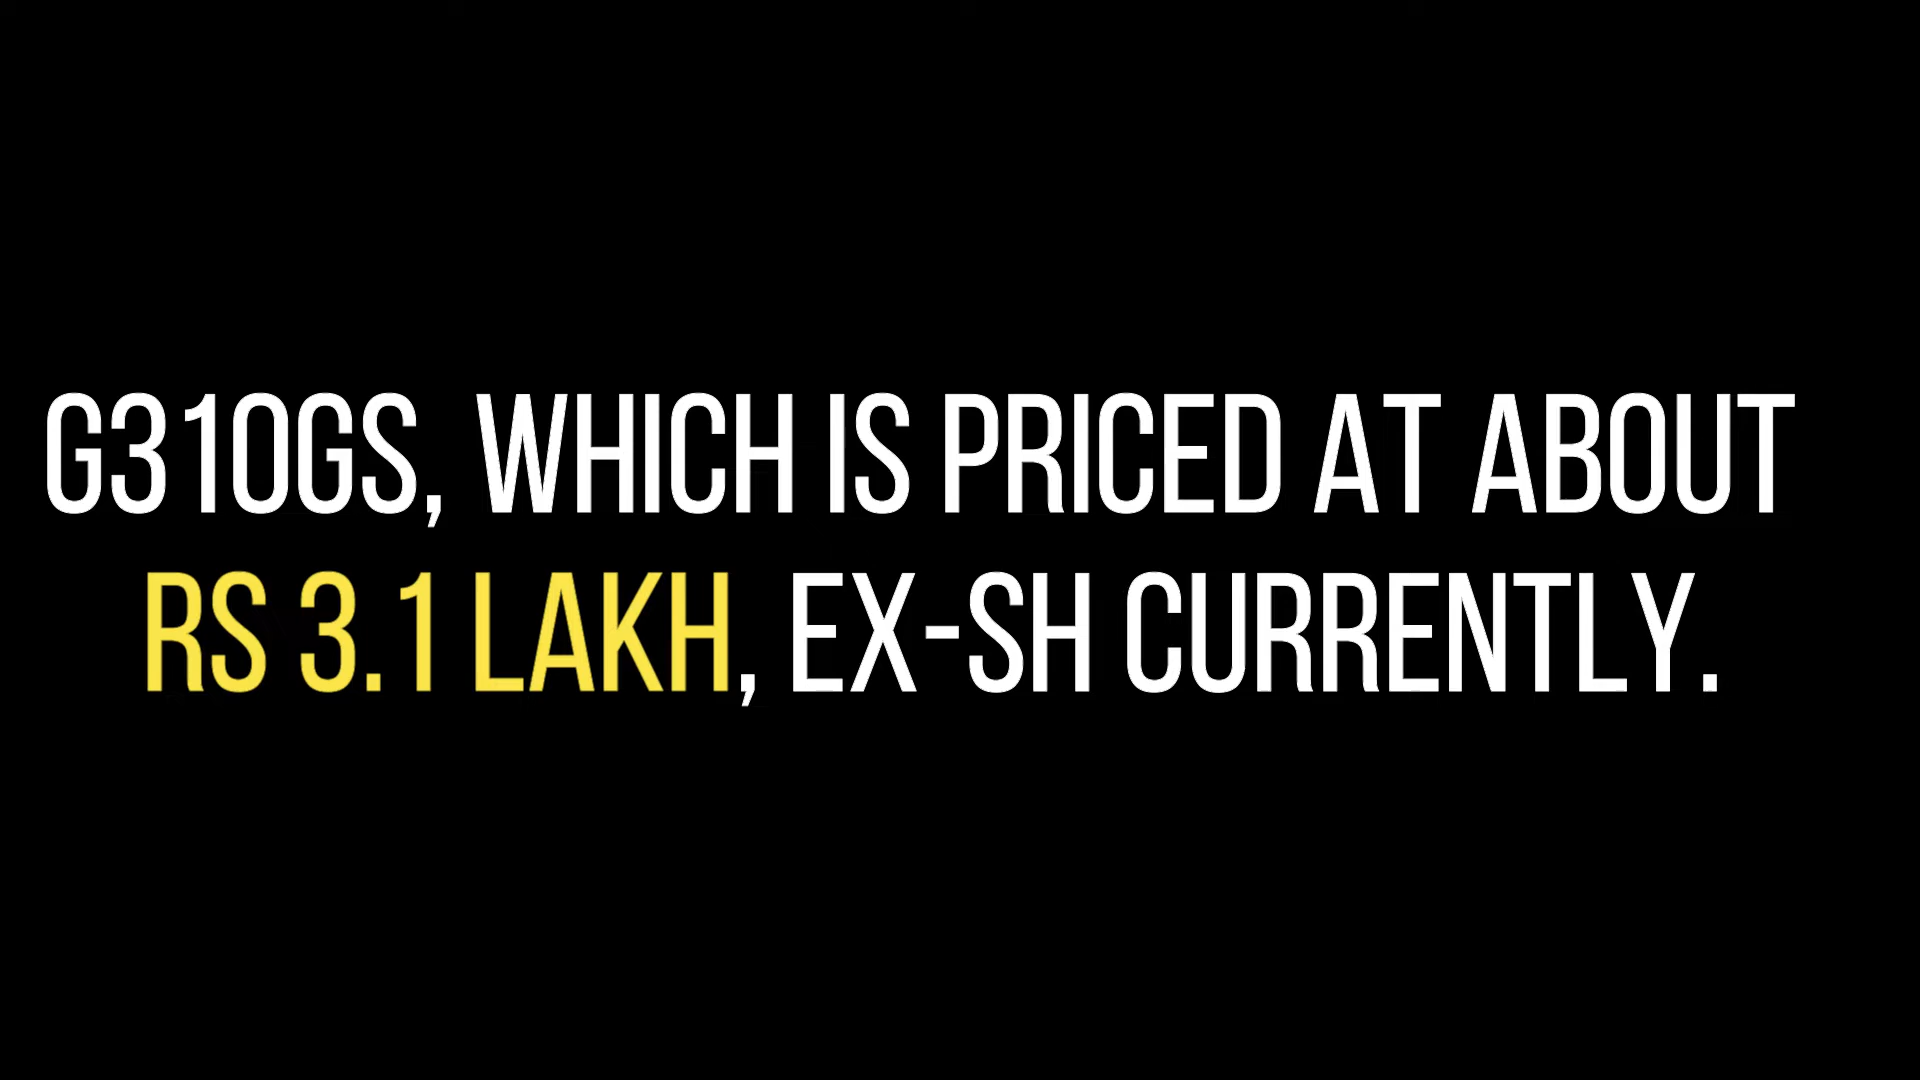 G310GS, WHICH IS PRICED AT ABOUT
RS 3.1 LAKH, EX-SH CURRENTLY.